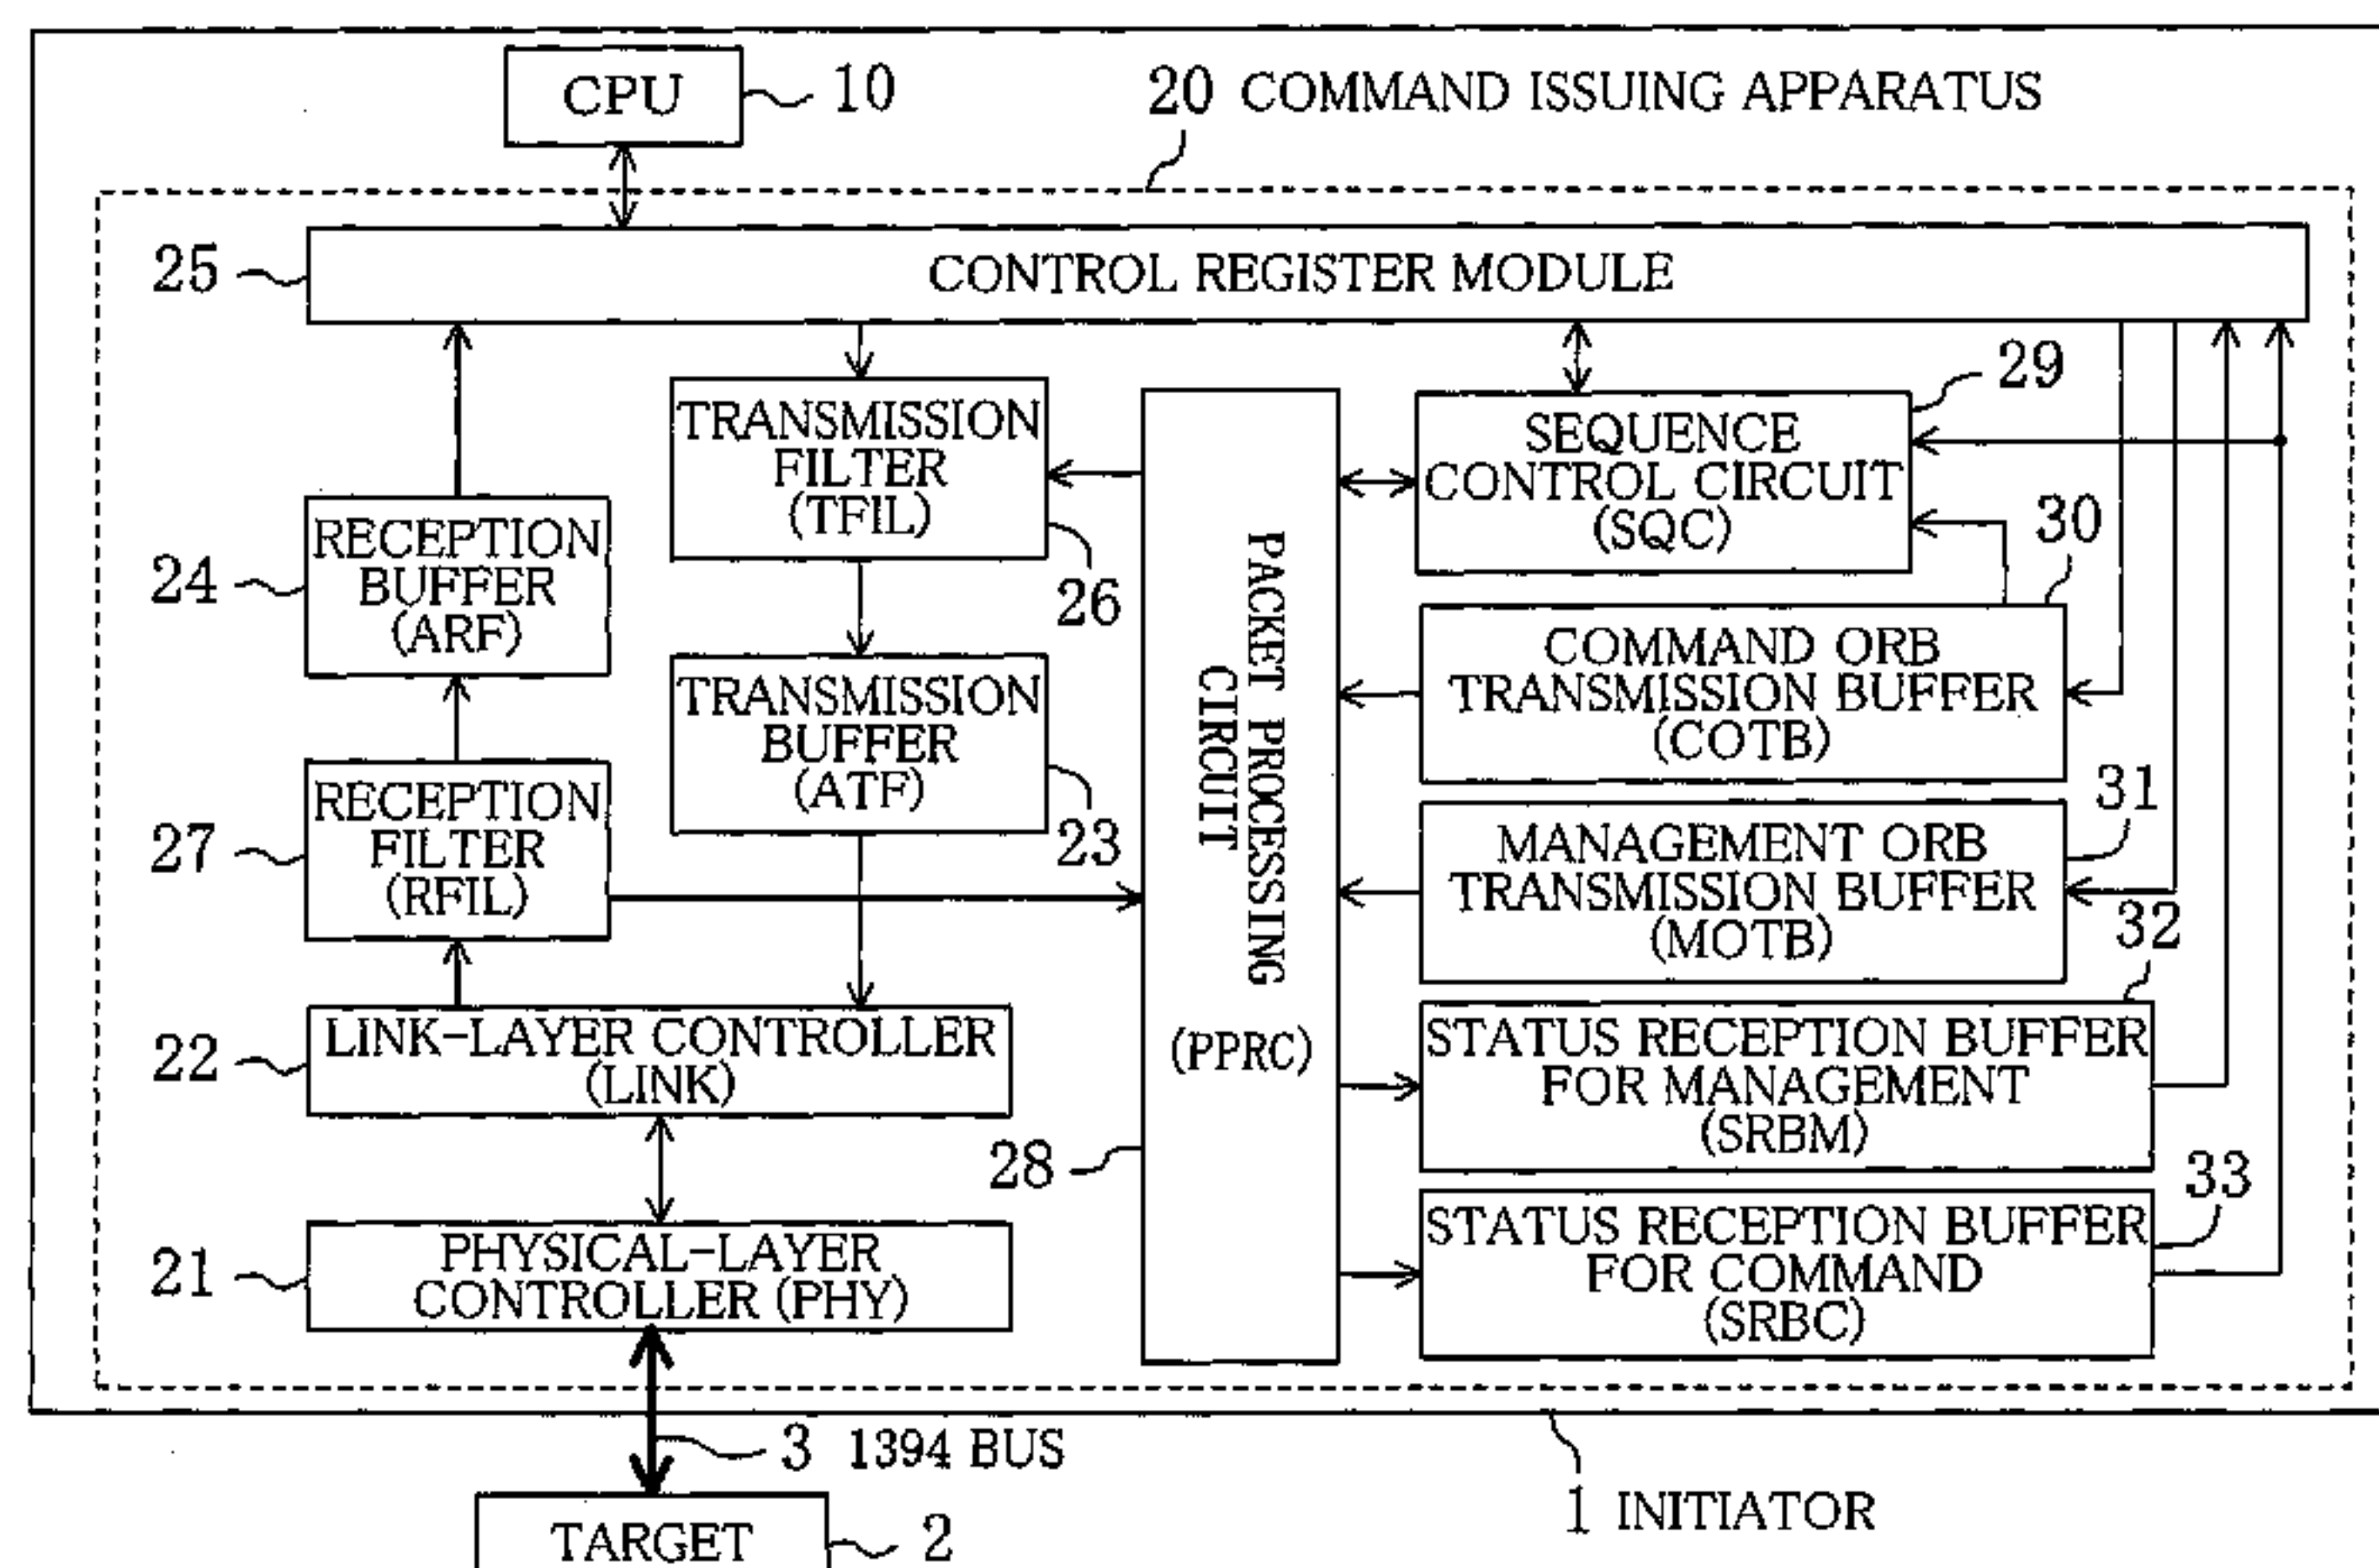 CPU
10
20 COMMAND ISSUING APPARATUS
25
CONTROL REGISTER MODULE
TRANSMISSION
FILTER
(TFIL)
26
SEQUENCE
CONTROL CIRCUIT
(SQC)
29
RECEPTION
BUFFER
(ARF)
24
30
COMMAND ORB
TRANSMISSION BUFFER
(COTB)
TRANSMISSION
BUFFER
(ATF)
23
PACKET PROCESSING
CIRCUIT
(PPRC)
28
RECEPTION
FILTER
(RFIL)
27
31
MANAGEMENT ORB
TRANSMISSION BUFFER
(MOTB)
32
22
LINK-LAYER CONTROLLER
(LINK)
STATUS RECEPTION BUFFER
FOR MANAGEMENT
(SRBM)
33
21
PHYSICAL-LAYER
CONTROLLER (PHY)
STATUS RECEPTION BUFFER
FOR COMMAND
(SRBC)
3 1394 BUS
1 INITIATOR
TARGET
2